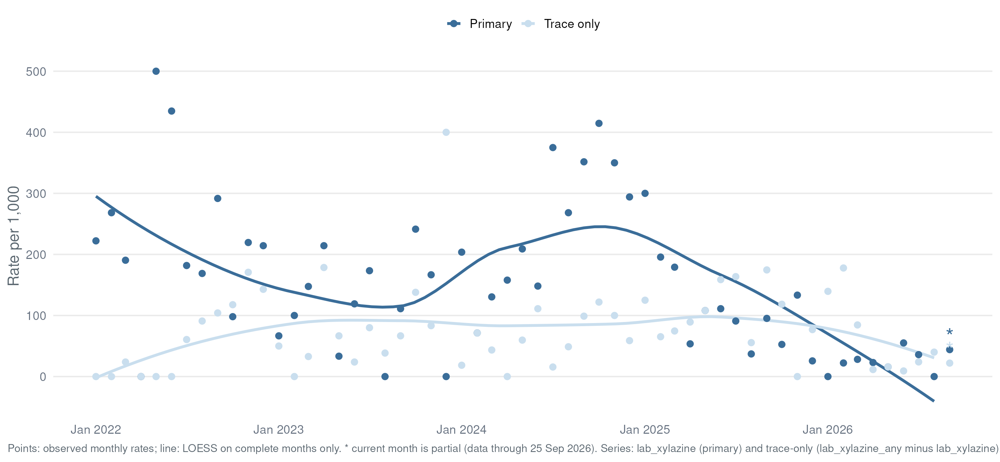 Primary Trace only
500
400
300
200
100
0
Rate per 1,000
*
*
Jan 2022 Jan 2023 Jan 2024 Jan 2025 Jan 2026
Points: observed monthly rates; line: LOESS on complete months only. * current month is partial (data through 25 Sep 2026). Series: lab_xylazine (primary) and trace-only (lab_xylazine_any minus lab_xylazine)